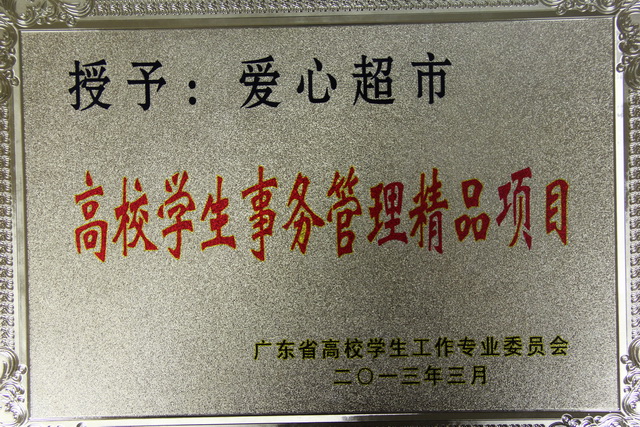 授予：爱心超市
高校学生事务管理精品项目
广东省高校学生工作专业委员会
二〇一三年三月